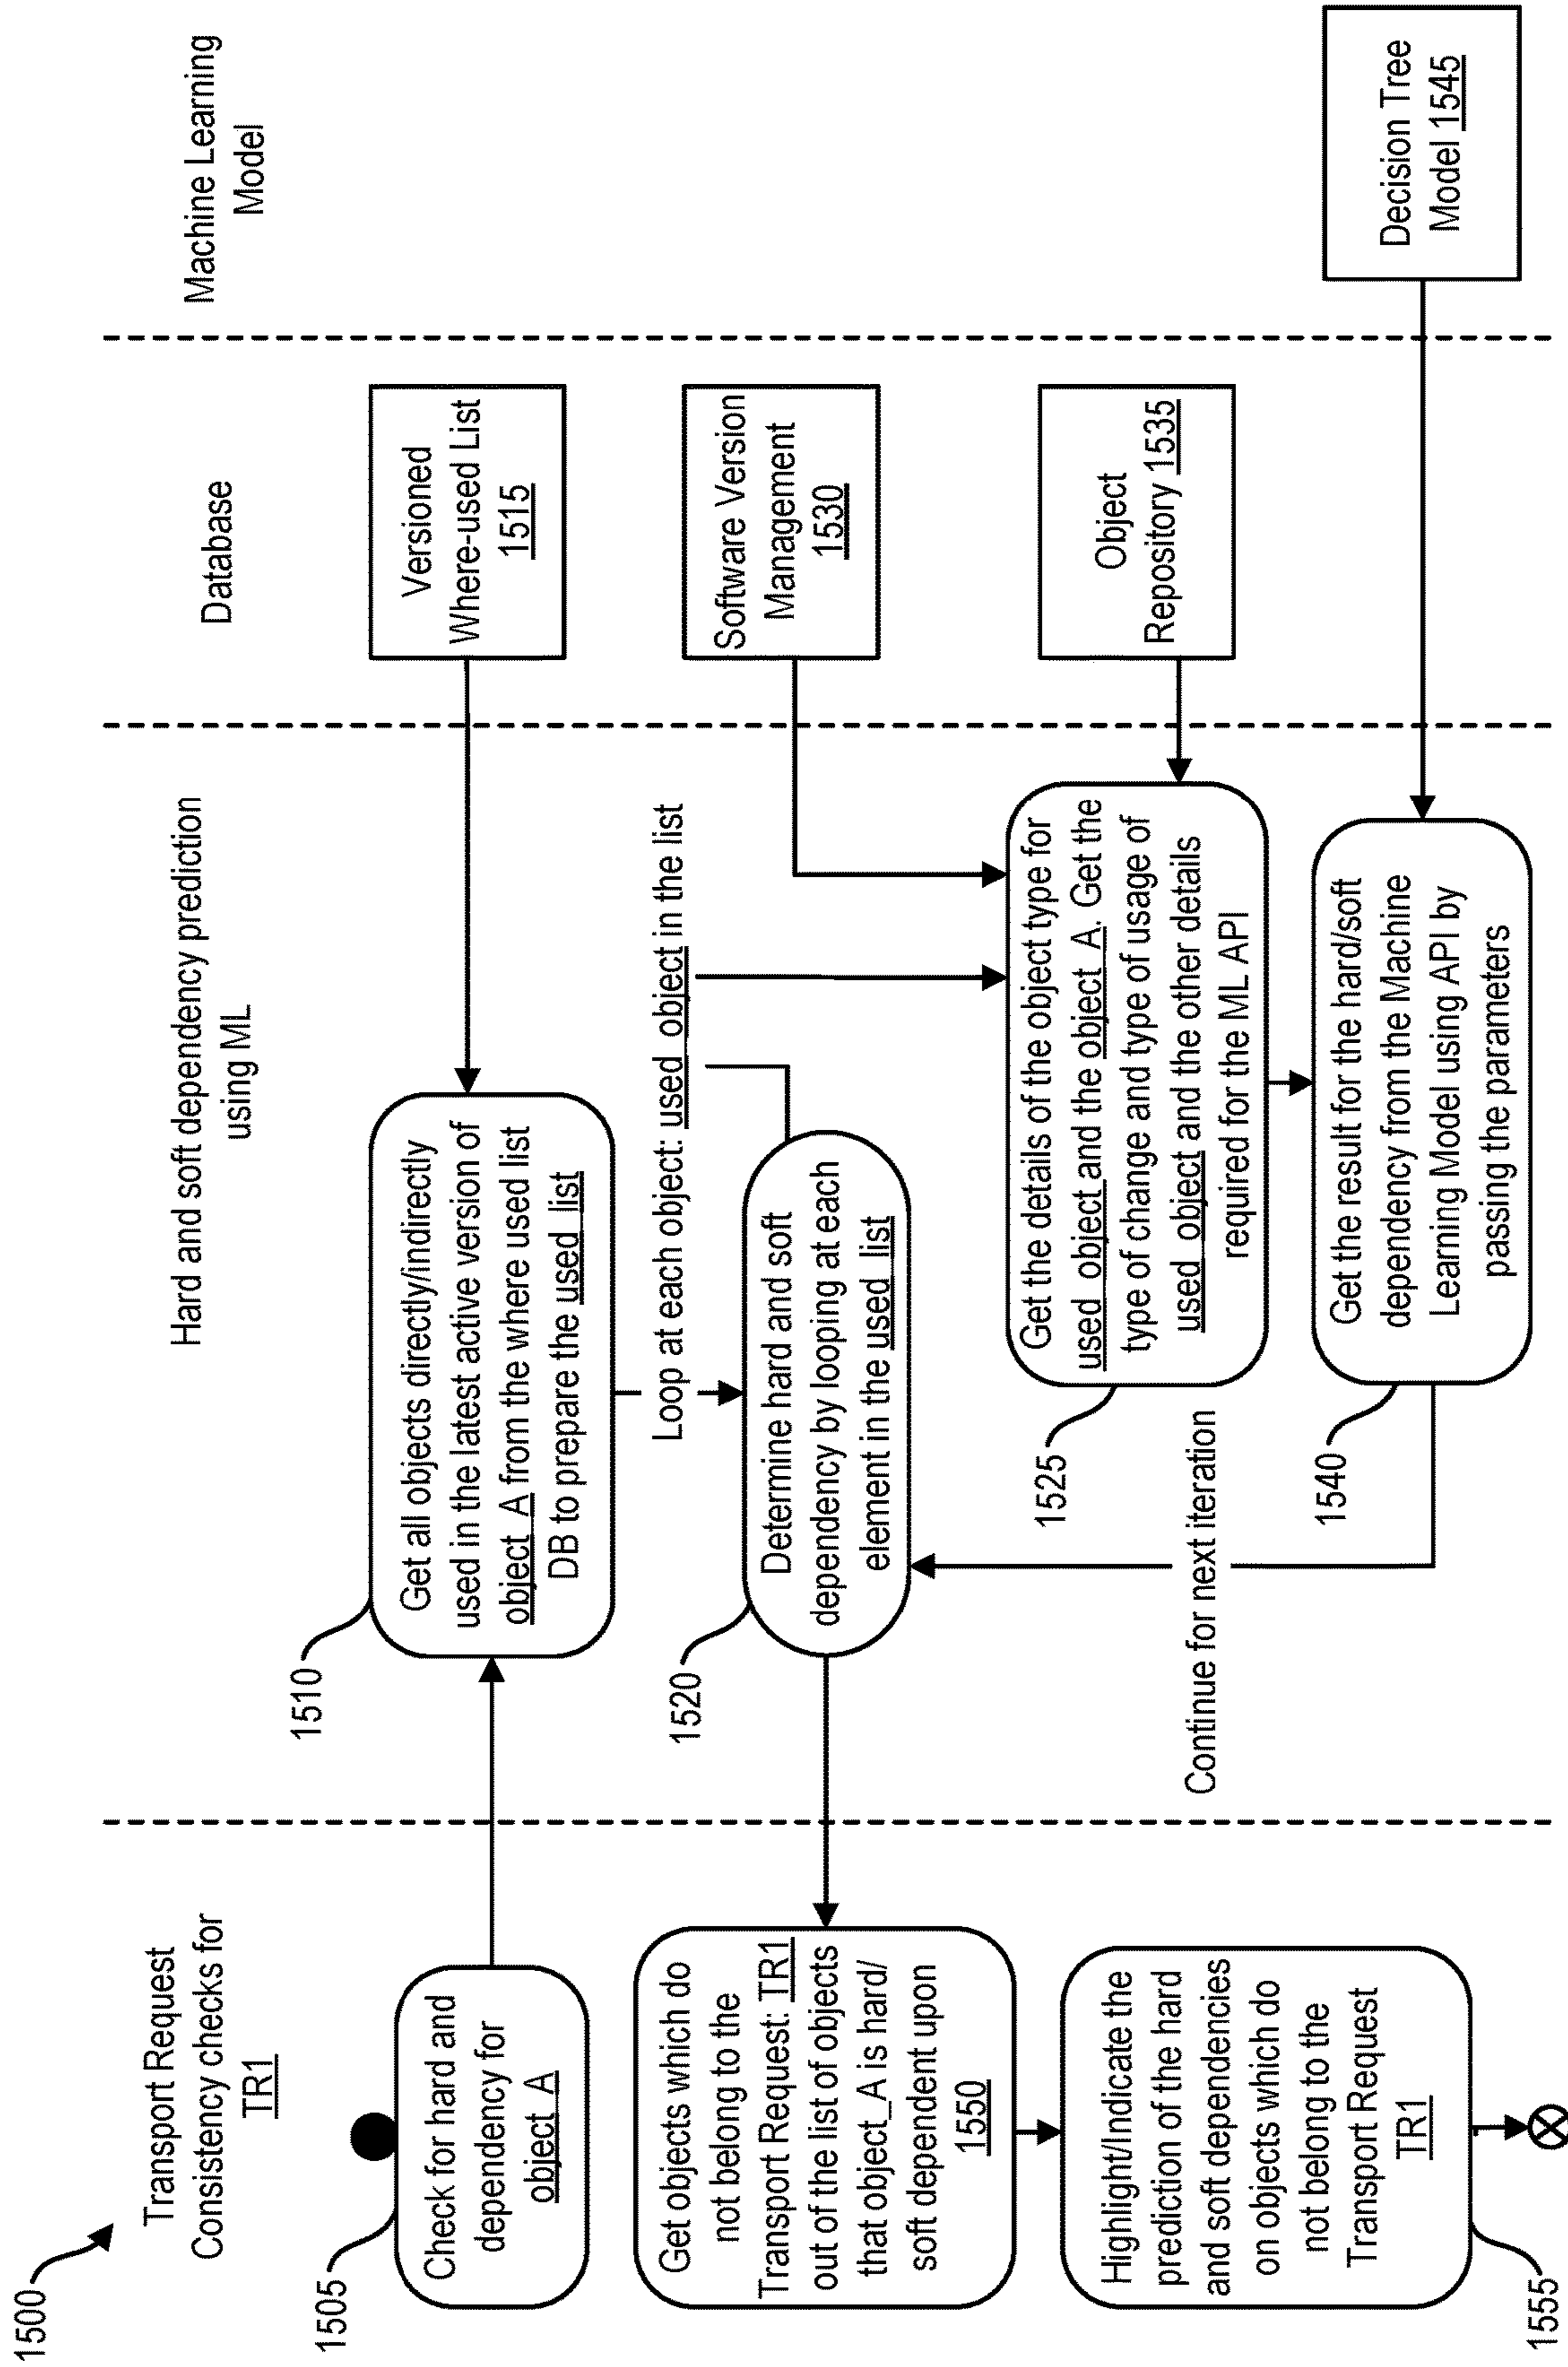 1500
Transport Request
Consistency checks for
TR1
Hard and soft dependency prediction
using ML
Database
Machine Learning
Model
1505
Check for hard and
dependency for
object_A
1510
Get all objects directly/indirectly
used in the latest active version of
object_A from the where used list
DB to prepare the used_list
Versioned
Where-used List
1515
Loop at each object: used_object in the list
1520
Determine hard and soft
dependency by looping at each
element in the used_list
Software Version
Management
1530
Get objects which do
not belong to the
Transport Request: TR1
out of the list of objects
that object_A is hard/
soft dependent upon
1550
1525
Get the details of the object type for
used_object and the object_A. Get the
type of change and type of usage of
used_object and the other details
required for the ML API
Object
Repository 1535
Continue for next iteration
Highlight/Indicate the
prediction of the hard
and soft dependencies
on objects which do
not belong to the
Transport Request
TR1
1555
1540
Get the result for the hard/soft
dependency from the Machine
Learning Model using API by
passing the parameters
Decision Tree
Model 1545